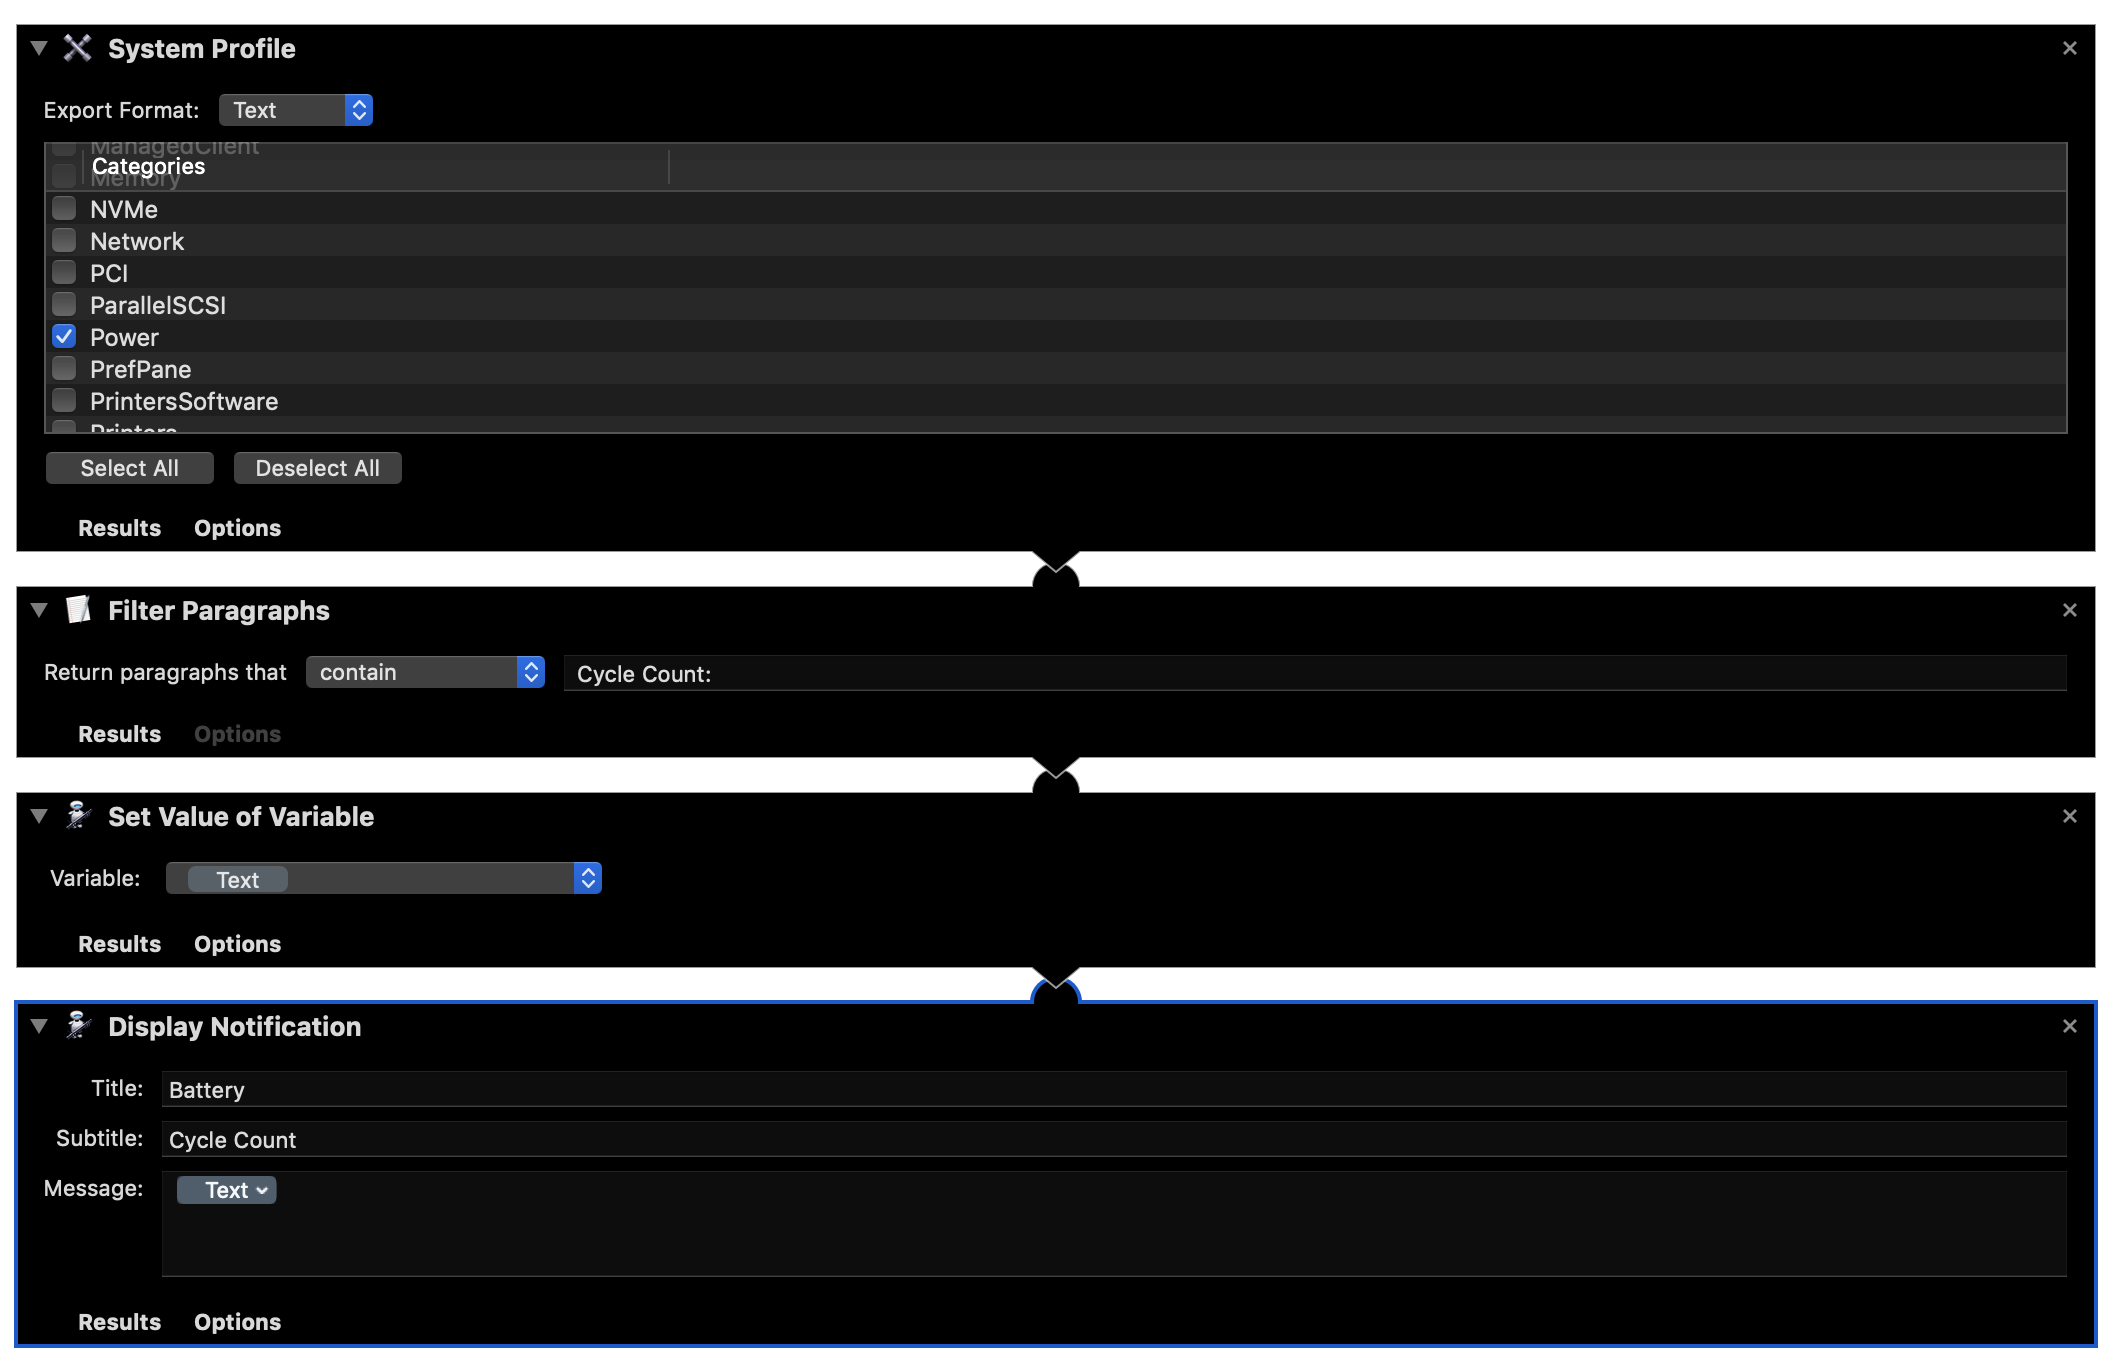 System Profile
Export Format: Text
ManagedClient
Categories
Memory
NVMe
Network
PCI
ParallelSCSI
Power
PrefPane
PrintersSoftware
Printers
Select All Deselect All
Results Options
Filter Paragraphs
Return paragraphs that contain Cycle Count:
Results Options
Set Value of Variable
Variable: Text
Results Options
Display Notification
Title: Battery
Subtitle: Cycle Count
Message: Text
Results Options